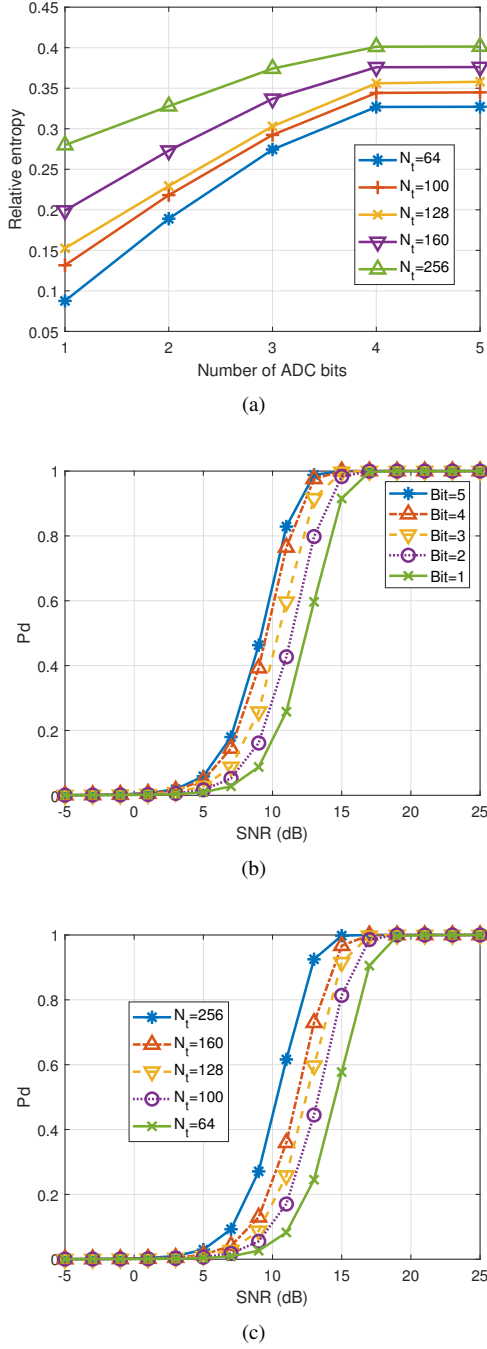 0.45
0.4
0.35
0.3
0.25
0.2
0.15
0.1
0.05
Relative entropy
N_t=64
N_t=100
N_t=128
N_t=160
N_t=256
1 2 3 4 5
Number of ADC bits
(a)
1
0.8
0.6
0.4
0.2
0
Pd
Bit=5
Bit=4
Bit=3
Bit=2
Bit=1
-5 0 5 10 15 20 25
SNR (dB)
(b)
1
0.8
0.6
0.4
0.2
0
Pd
N_t=256
N_t=160
N_t=128
N_t=100
N_t=64
-5 0 5 10 15 20 25
SNR (dB)
(c)